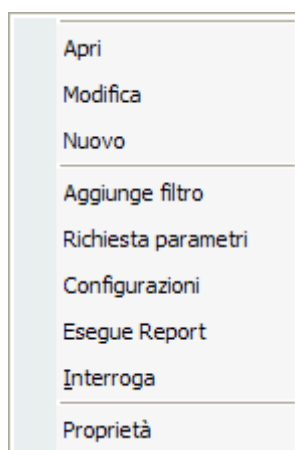 Apri
Modifica
Nuovo
Aggiunge filtro
Richiesta parametri
Configurazioni
Esegue Report
Interroga
Proprietà